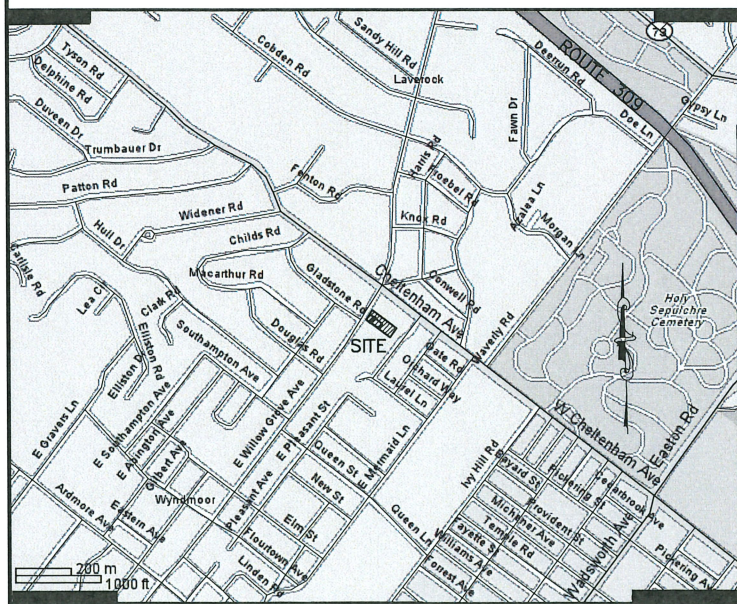 73
Tyson Rd
Delphine Rd
Duveen Dr
Trumbauer Dr
Patton Rd
Cobden Rd
Sandy Hill Rd
Laverock
Deerrun Rd
ROUTE 309
Gypsy Ln
Fawn Dr
Doe Ln
Harris Rd
Froebel Rd
Fenton Rd
Azalea Ln
Morgan Ln
Knox Rd
Widener Rd
Childs Rd
Hull Dr
Carlisle Rd
Lea Ct
Macarthur Rd
Gladstone Rd
Cheltenham Ave
Conwell Rd
Holy
Sepulchre
Cemetery
Clark Rd
Elliston Rd
Elliston Dr
Southampton Ave
Douglas Rd
SITE
Gate Rd
Waverly Rd
Orchard Way
Laurel Ln
E Gravers Ln
E Southampton Ave
E Abington Ave
Gilbert Ave
E Willow Grove Ave
E Pleasant St
E Mermaid Ln
W Cheltenham Ave
Easton Rd
Queen St
Ivy Hill Rd
Bayard St
Pickering St
Cedarbrook Ave
Wyndmoor
New St
Michener Ave
Provident St
Ardmore Ave
Eastern Ave
Pleasant Ave
Elm St
Queen Ln
Temple Rd
Fayette St
Williams Ave
Wadsworth Ave
Flourtown Ave
Linden Rd
Forrest Ave
Pickering Av
200 m
1000 ft